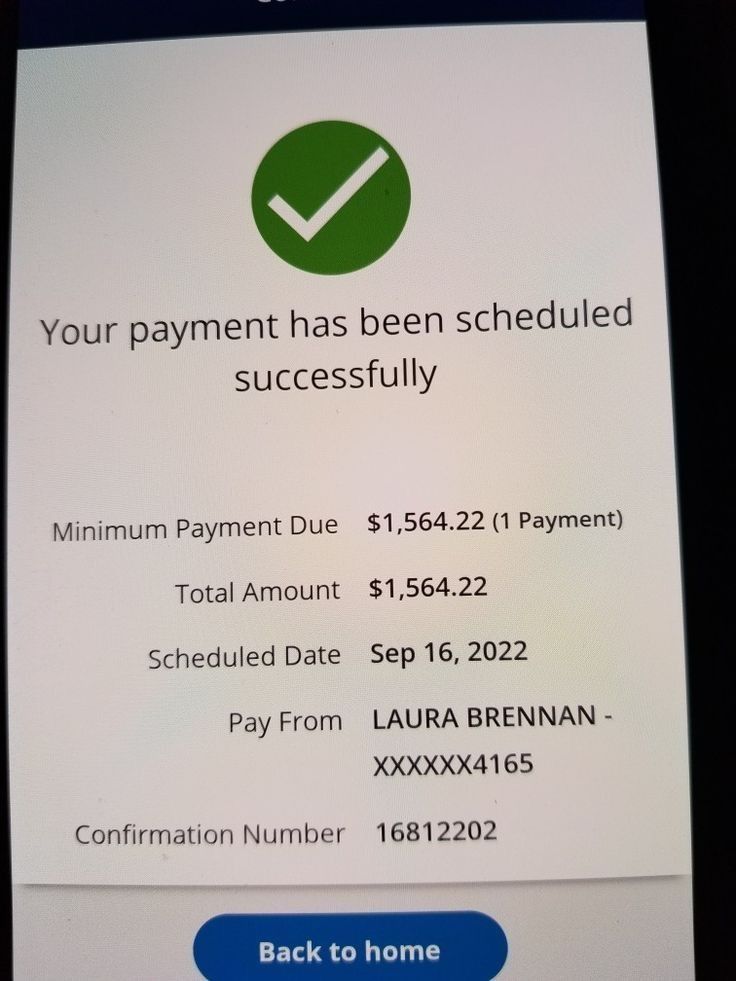 Your payment has been scheduled
successfully
Minimum Payment Due $1,564.22 (1 Payment)
Total Amount $1,564.22
Scheduled Date Sep 16, 2022
Pay From LAURA BRENNAN -
XXXXXX4165
Confirmation Number 16812202
Back to home